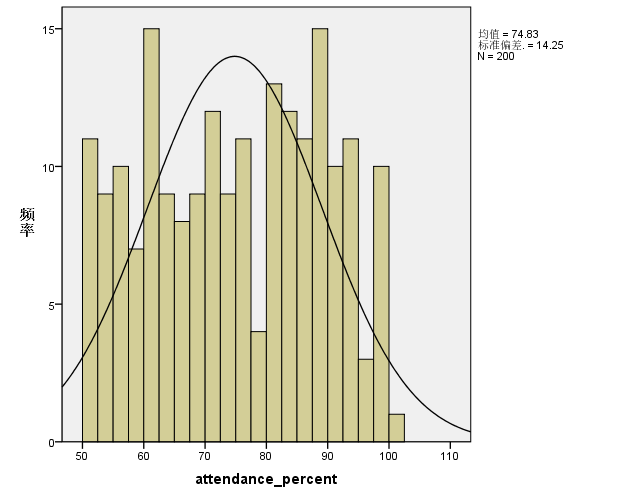 均值 = 74.83
标准偏差. = 14.25
N = 200
15
10
5
0
频率
50 60 70 80 90 100 110
attendance_percent